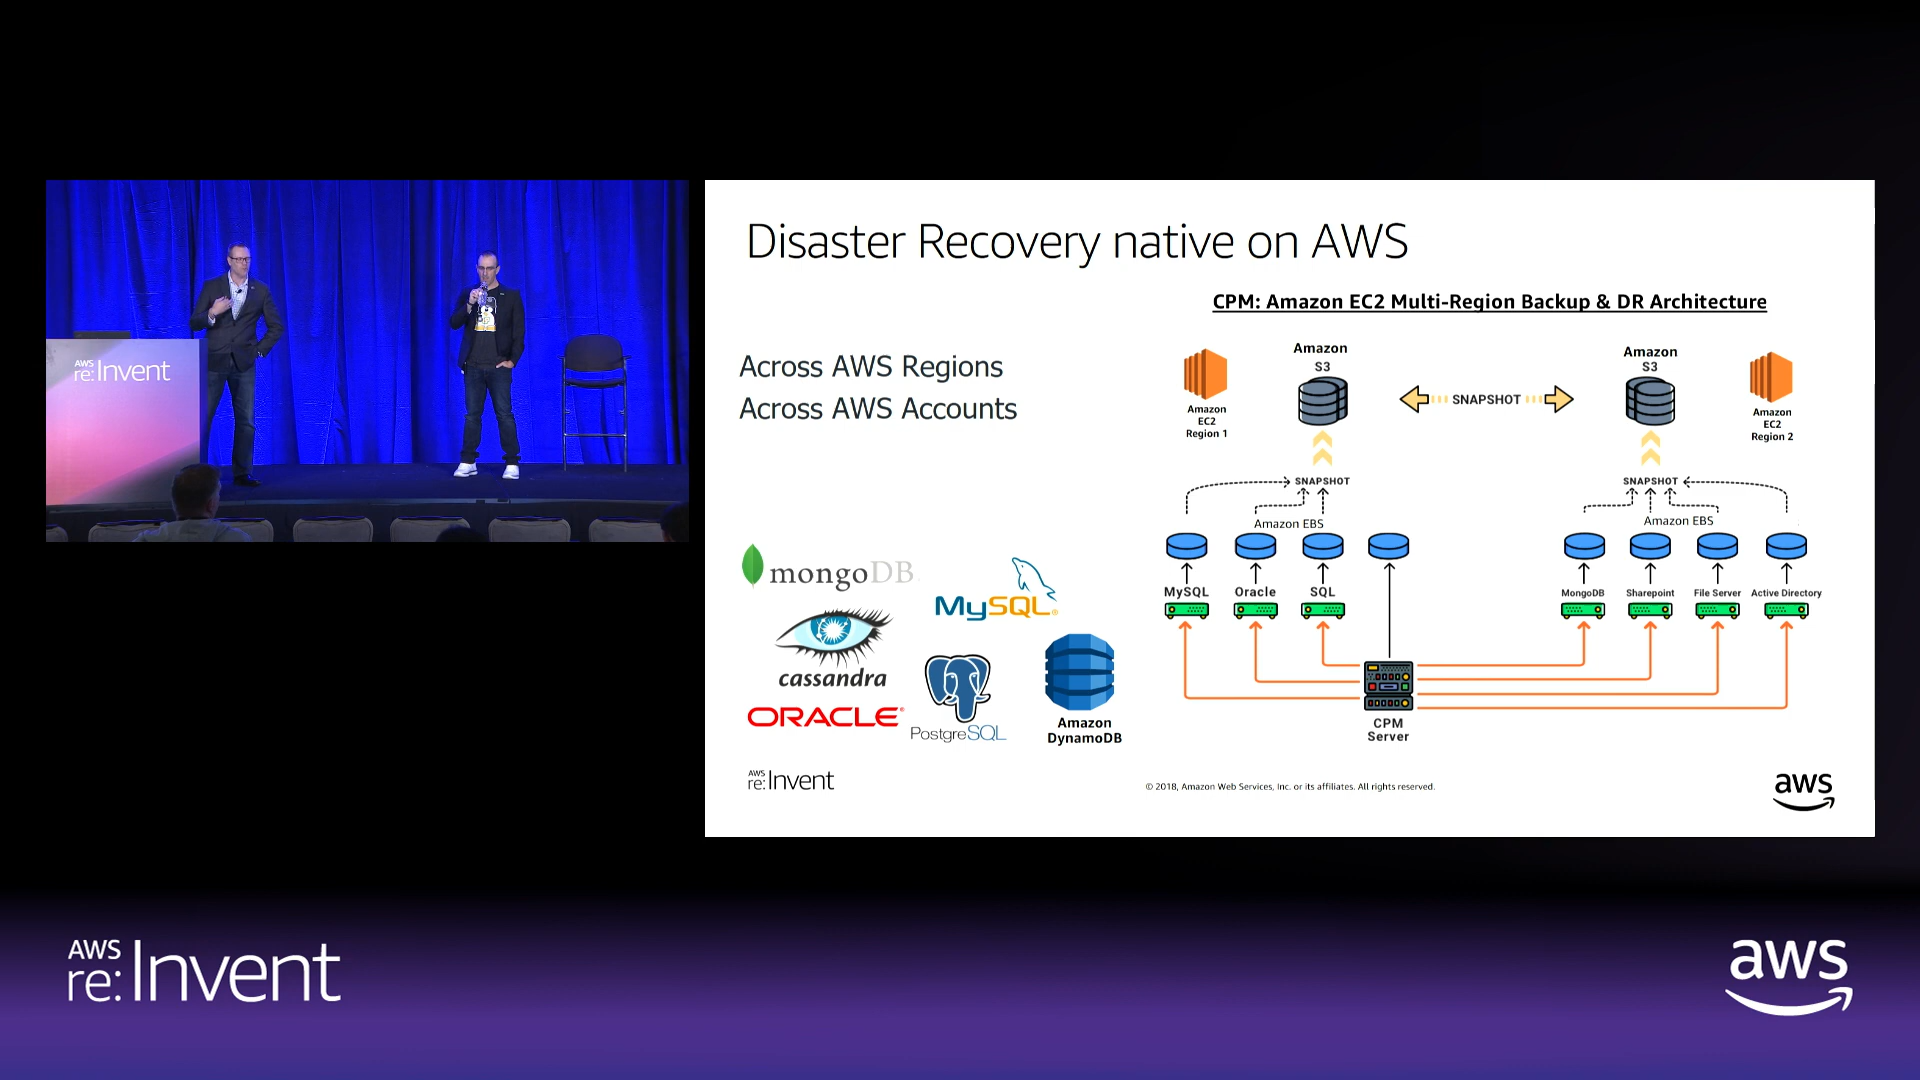 AWS
re:Invent
Disaster Recovery native on AWS
CPM: Amazon EC2 Multi-Region Backup & DR Architecture
Across AWS Regions
Across AWS Accounts
Amazon
EC2
Region 1
Amazon
S3
SNAPSHOT
Amazon
S3
Amazon
EC2
Region 2
SNAPSHOT
SNAPSHOT
Amazon EBS
Amazon EBS
MySQL
Oracle
SQL
MongoDB
Sharepoint
File Server
Active Directory
CPM
Server
mongoDB
MySQL®
cassandra
ORACLE®
PostgreSQL
Amazon
DynamoDB
AWS
re:Invent
© 2018, Amazon Web Services, Inc. or its affiliates. All rights reserved.
aws
AWS
re:Invent
aws